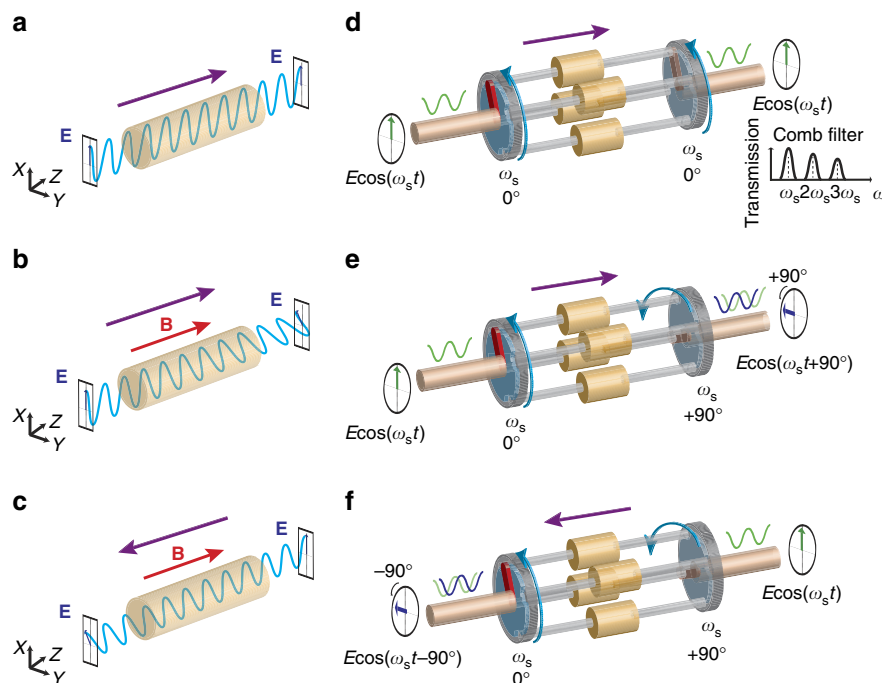 a
E
E
X
Z
Y
b
B
E
E
X
Z
Y
c
B
E
E
X
Z
Y
d
Ecos(ωst)
ωs
0°
ωs
0°
Ecos(ωst)
Comb filter
Transmission
ωs2ωs3ωs ω
e
Ecos(ωst)
ωs
0°
ωs
+90°
+90°
Ecos(ωst+90°)
f
−90°
Ecos(ωst−90°)
ωs
0°
ωs
+90°
Ecos(ωst)